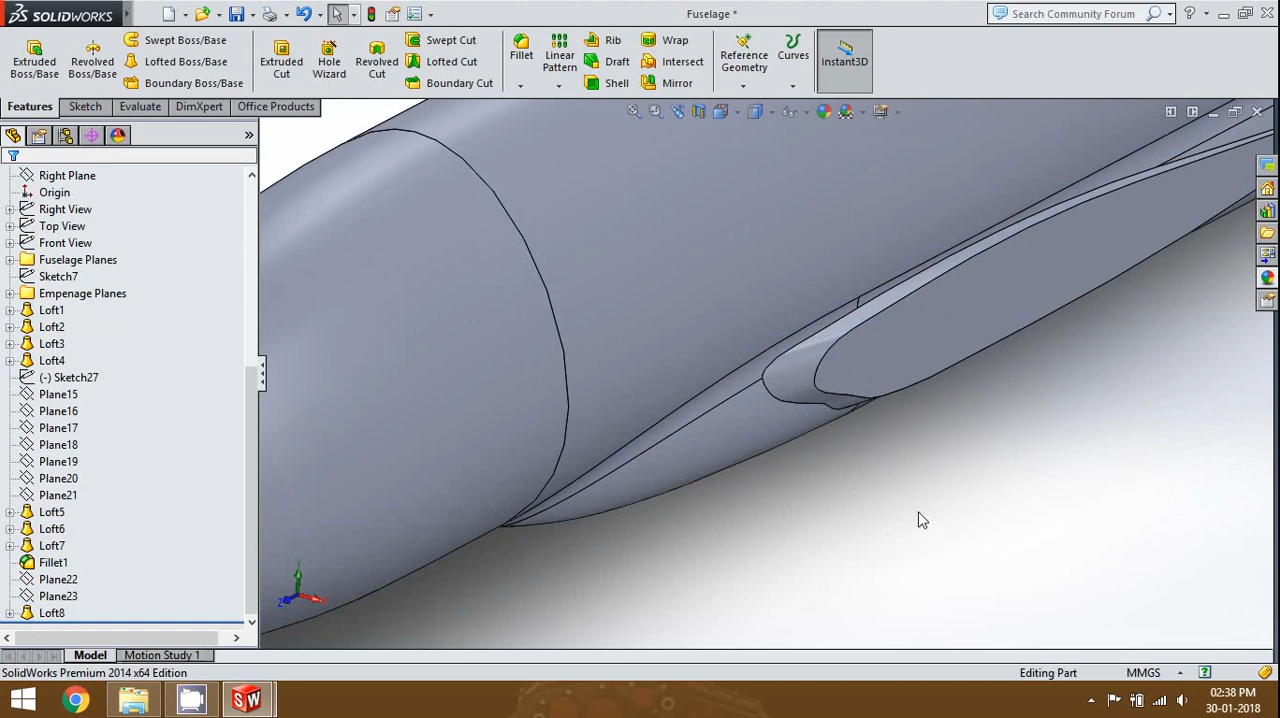 SOLIDWORKS
Fuselage *
Search Community Forum
Extruded Boss/Base
Revolved Boss/Base
Swept Boss/Base
Lofted Boss/Base
Boundary Boss/Base
Extruded Cut
Hole Wizard
Revolved Cut
Swept Cut
Lofted Cut
Boundary Cut
Fillet
Linear Pattern
Rib
Draft
Shell
Wrap
Intersect
Mirror
Reference Geometry
Curves
Instant3D
Features Sketch Evaluate DimXpert Office Products
Right Plane
Origin
Right View
Top View
Front View
Fuselage Planes
Sketch7
Empenage Planes
Loft1
Loft2
Loft3
Loft4
(-) Sketch27
Plane15
Plane16
Plane17
Plane18
Plane19
Plane20
Plane21
Loft5
Loft6
Loft7
Fillet1
Plane22
Plane23
Loft8
Y
Z
X
Model Motion Study 1
SolidWorks Premium 2014 x64 Edition Editing Part MMGS
SW
02:38 PM
30-01-2018